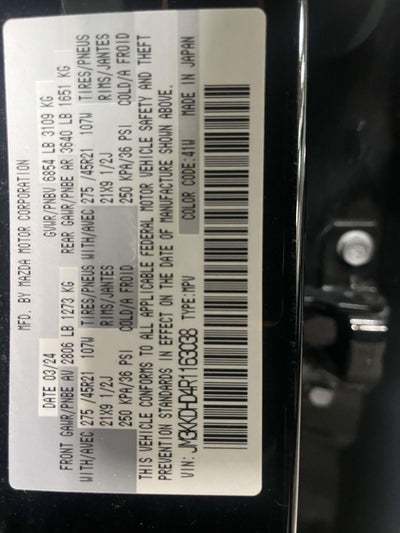 MFD. BY MAZDA MOTOR CORPORATION
DATE 03/24 GVWR/PNBV 6854 LB 3109 KG
FRONT GAWR/PNBE AV 2806 LB 1273 KG REAR GAWR/PNBE AR 3640 LB 1651 KG
WITH/AVEC 275 /45R21 107W TIRES/PNEUS WITH/AVEC 275 /45R21 107W TIRES/PNEUS
21X9 1/2J RIMS/JANTES 21X9 1/2J RIMS/JANTES
250 KPA/36 PSI COLD/A FROID 250 KPA/36 PSI COLD/A FROID
THIS VEHICLE CONFORMS TO ALL APPLICABLE FEDERAL MOTOR VEHICLE SAFETY AND THEFT
PREVENTION STANDARDS IN EFFECT ON THE DATE OF MANUFACTURE SHOWN ABOVE.
VIN: JM3KKDHD4R1163038 TYPE:MPV COLOR-CODE:41W MADE IN JAPAN